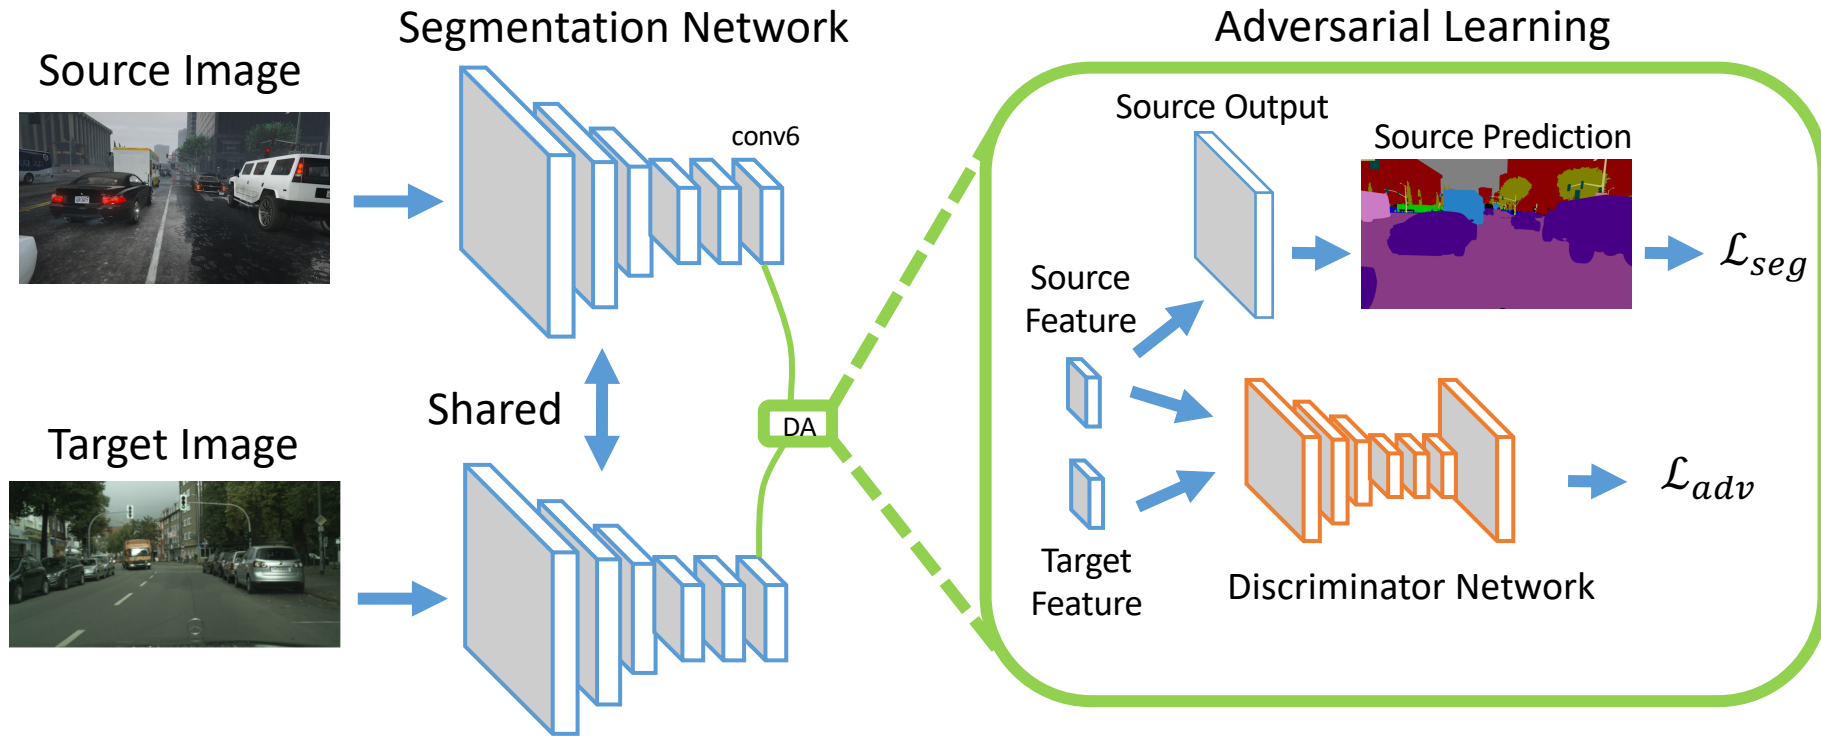 Segmentation Network
Adversarial Learning
Source Image
Source Output
conv6
Source Prediction
ℒseg
Source
Feature
Shared
DA
Target Image
ℒadv
Target
Feature
Discriminator Network